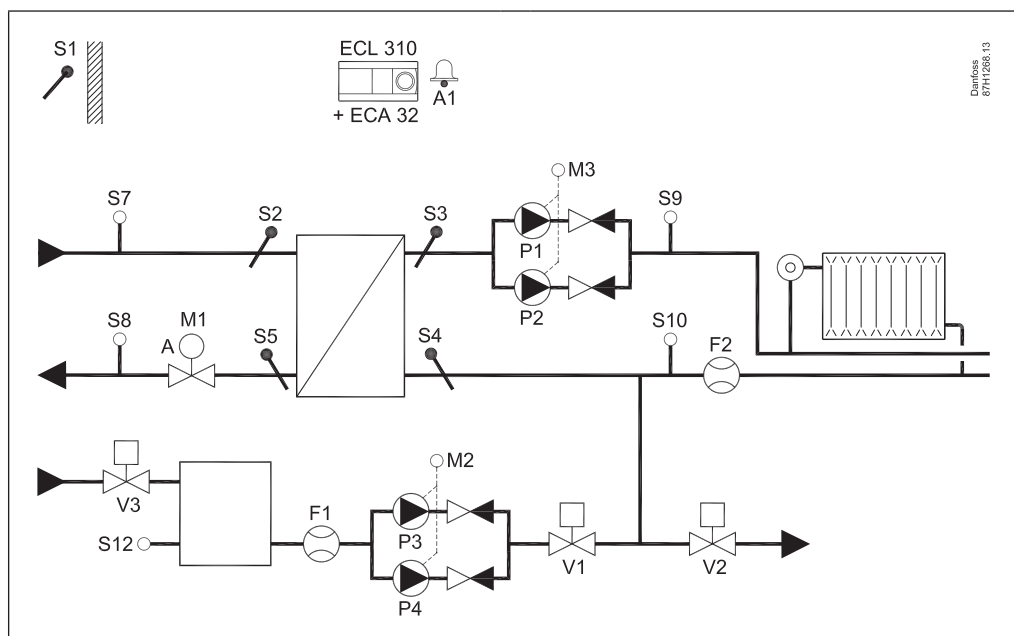 S1
ECL 310
A1
+ ECA 32
Danfoss
87H1268.13
M3
S7
S2
S3
S9
P1
P2
S8
M1
A
S5
S4
S10
F2
M2
V3
F1
P3
S12
V1
V2
P4